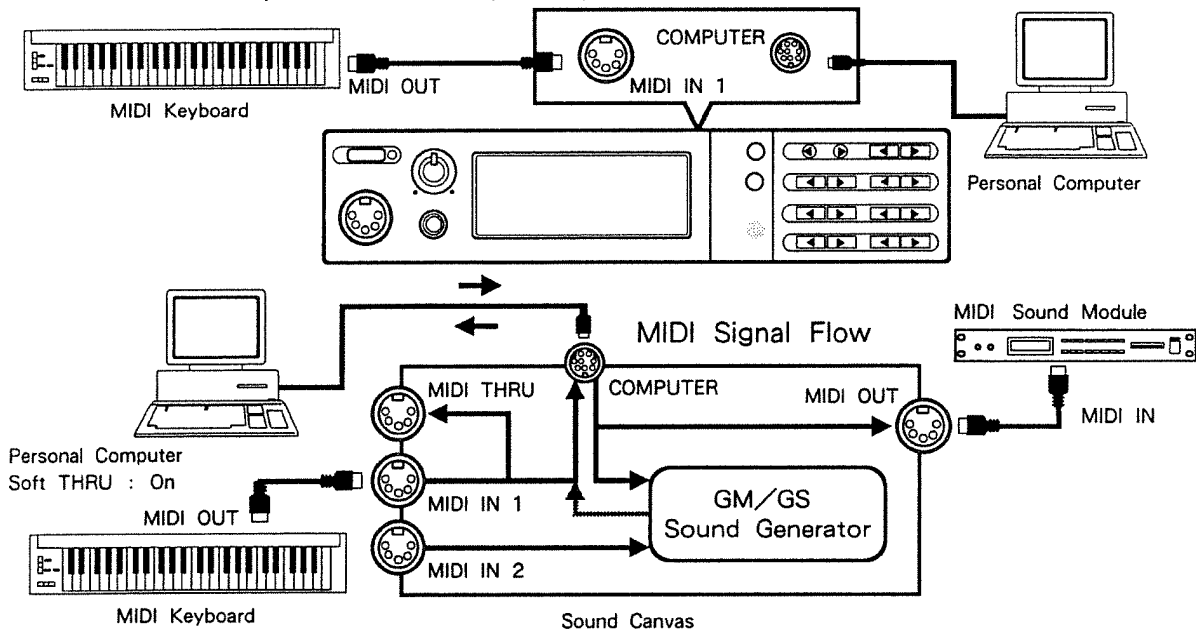 COMPUTER
MIDI OUT
MIDI IN 1
MIDI Keyboard
Personal Computer
MIDI Sound Module
MIDI Signal Flow
MIDI THRU
COMPUTER
MIDI OUT
MIDI IN
Personal Computer
Soft THRU : On
MIDI OUT
MIDI IN 1
GM/GS
Sound Generator
MIDI IN 2
MIDI Keyboard
Sound Canvas